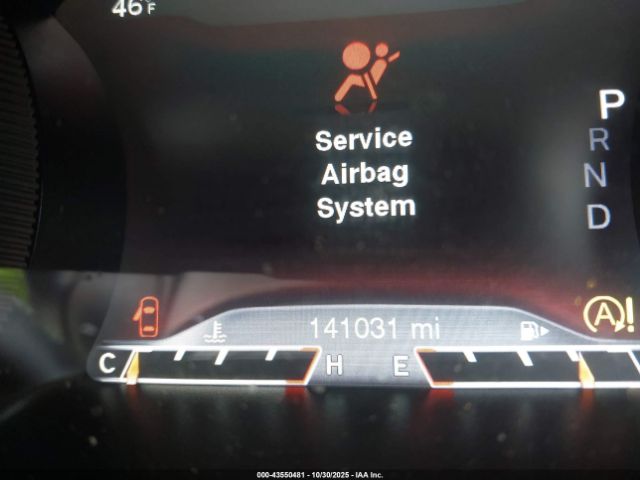 46°F
Service
Airbag
System
P
R
N
D
A!
141031 mi
C H E
000-43550481 - 10/30/2025 - IAA Inc.